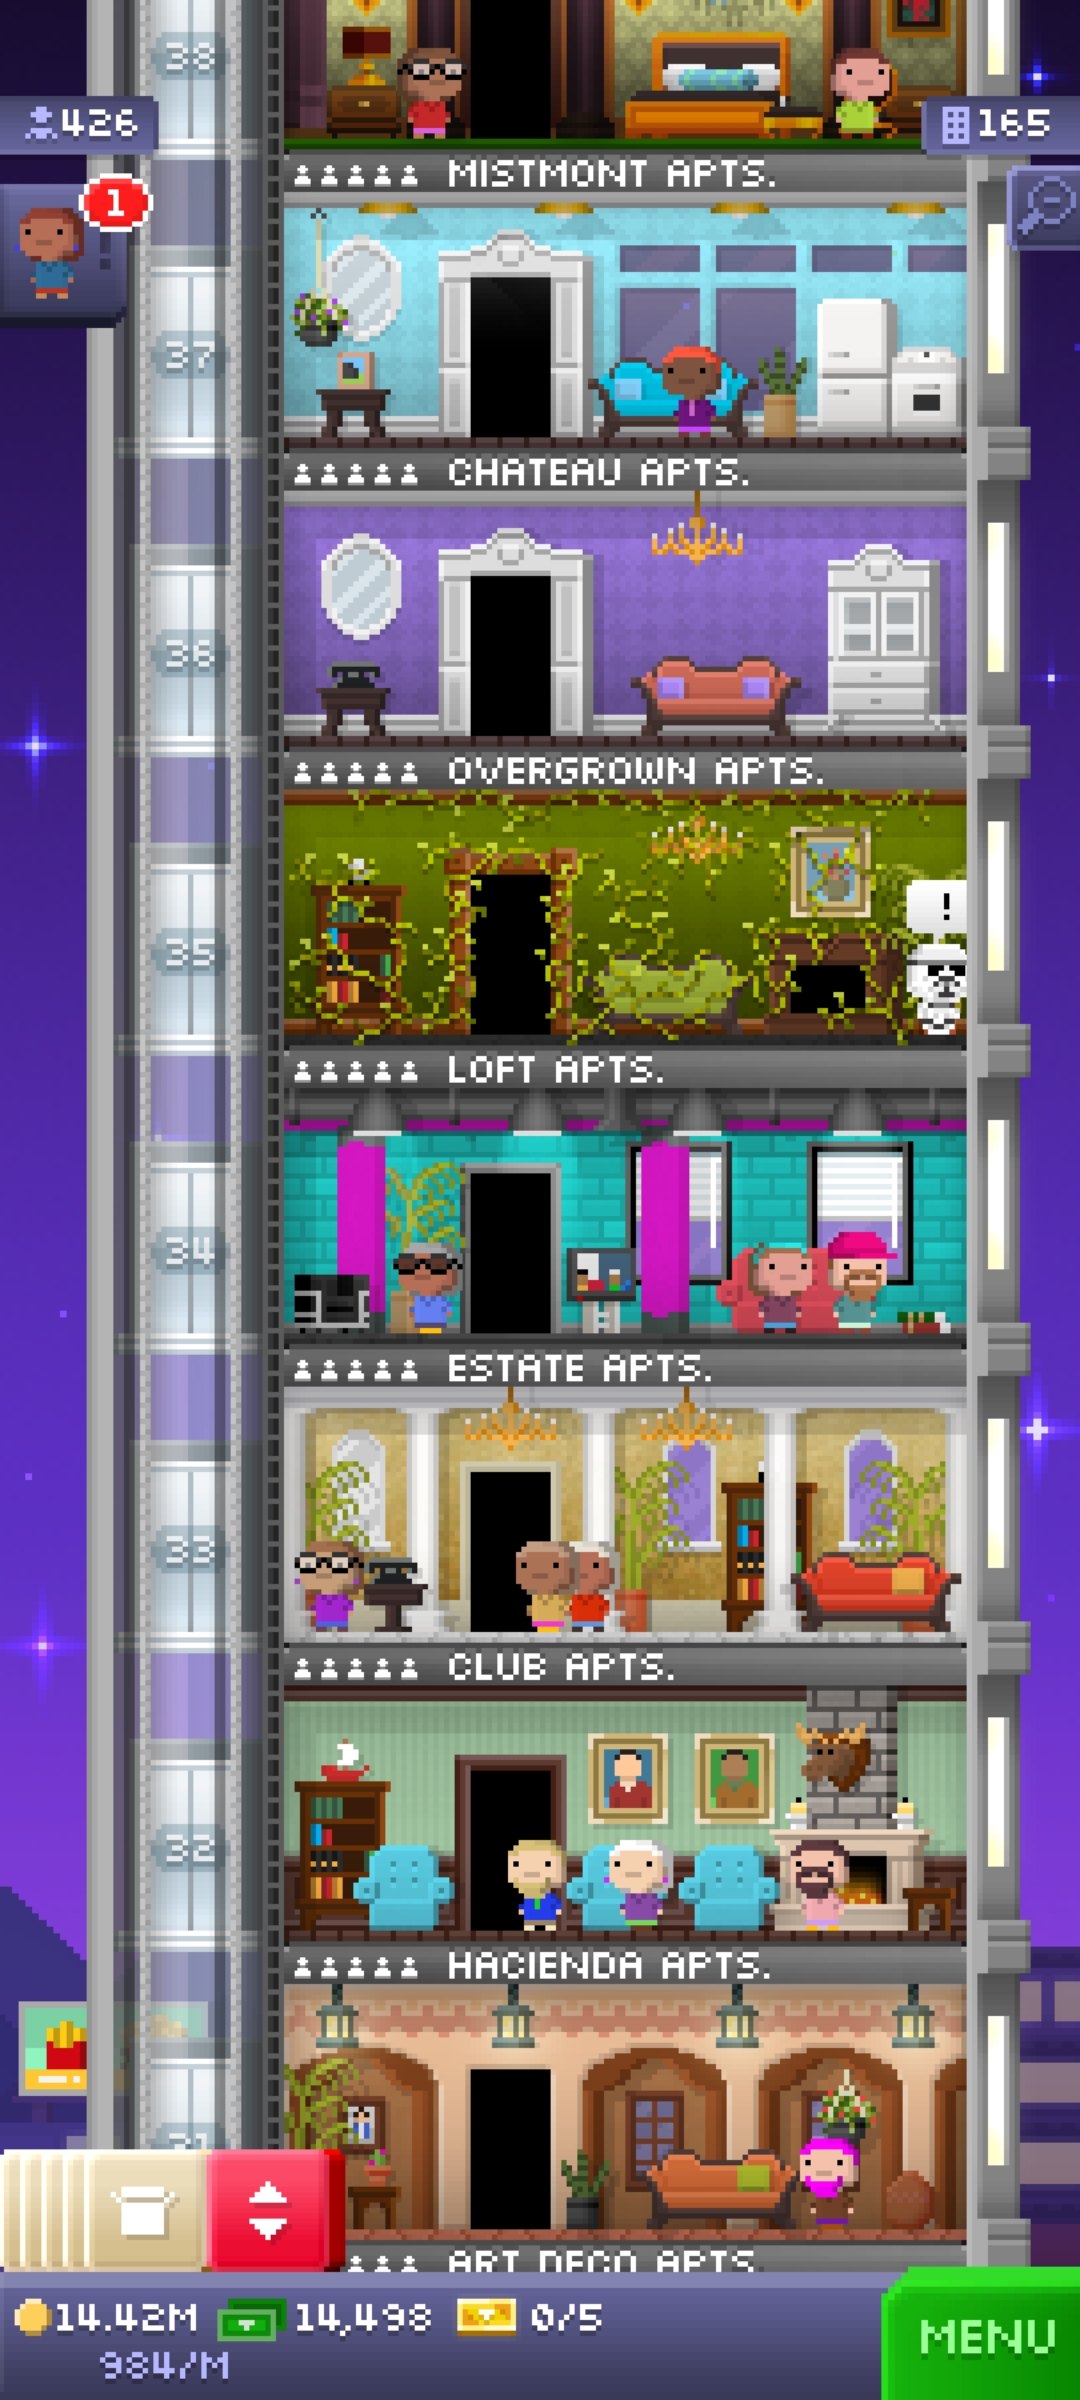 38
426
165
MISTMONT APTS.
1
37
CHATEAU APTS.
36
OVERGROWN APTS.
!
35
LOFT APTS.
34
ESTATE APTS.
33
CLUB APTS.
32
HACIENDA APTS.
ART DECO APTS.
14.42M 14,498 0/5
984/M
MENU